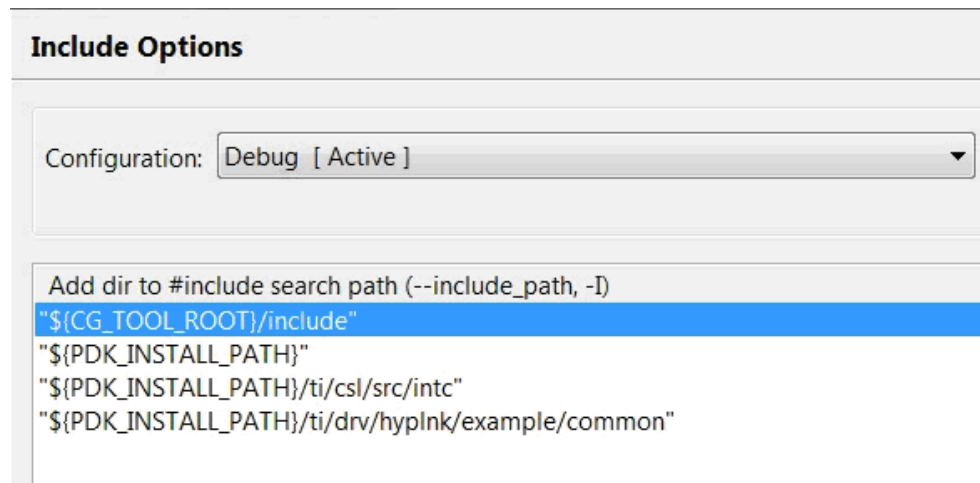 Include Options
Configuration: Debug [ Active ]
Add dir to #include search path (--include_path, -I)
"${CG_TOOL_ROOT}/include"
"${PDK_INSTALL_PATH}"
"${PDK_INSTALL_PATH}/ti/csl/src/intc"
"${PDK_INSTALL_PATH}/ti/drv/hyplnk/example/common"